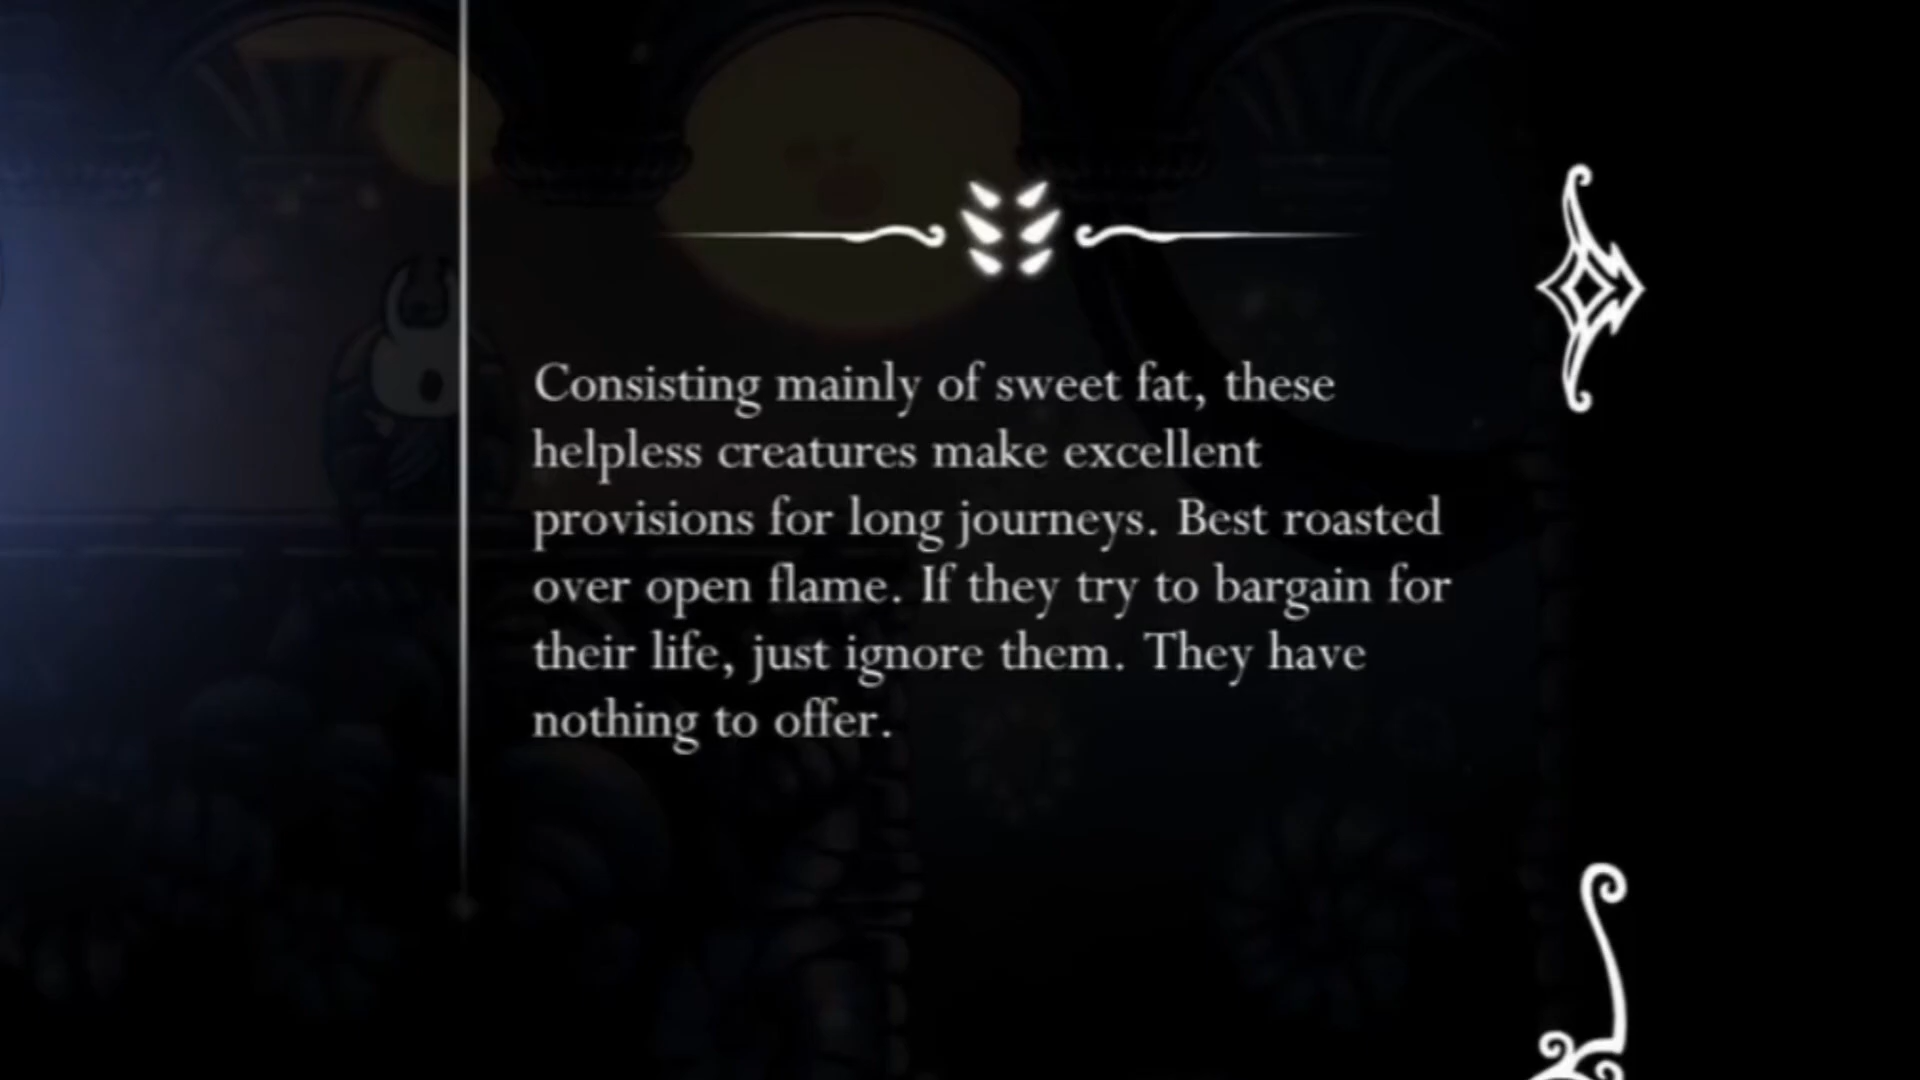 Consisting mainly of sweet fat, these
helpless creatures make excellent
provisions for long journeys. Best roasted
over open flame. If they try to bargain for
their life, just ignore them. They have
nothing to offer.